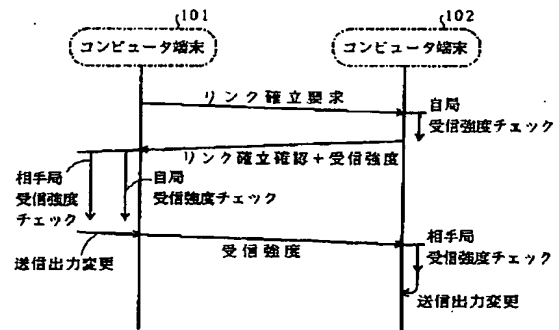 101
102
コンピュータ端末
コンピュータ端末
リンク確立要求
自局
受信強度チェック
リンク確立確認+受信強度
相手局
受信強度
チェック
自局
受信強度チェック
送信出力変更
受信強度
相手局
受信強度チェック
送信出力変更